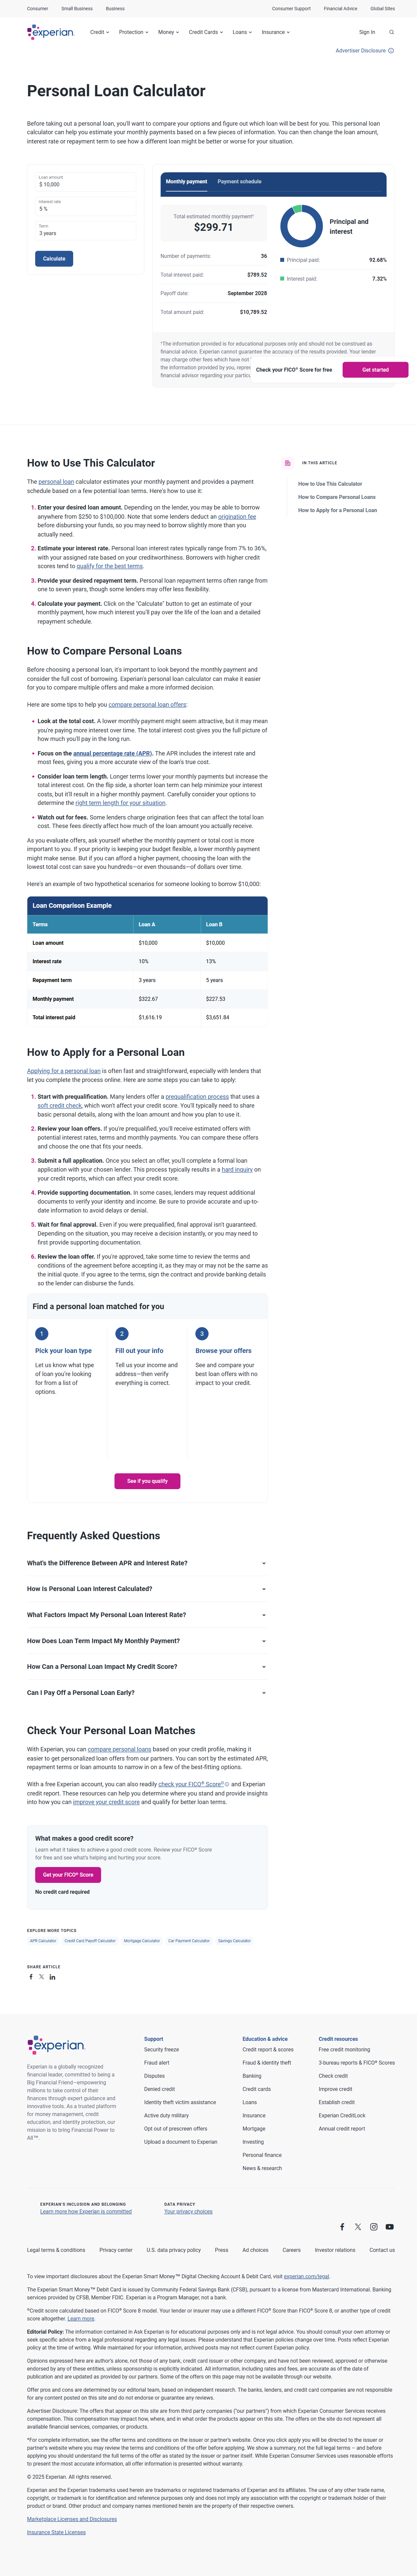 Consumer Small Business Business Consumer Support Financial Advice Global Sites
experian. Credit Protection Money Credit Cards Loans Insurance Sign In
Advertiser Disclosure
Personal Loan Calculator
Before taking out a personal loan, you'll want to compare your options and figure out which loan will be best for you. This personal loan
calculator can help you estimate your monthly payments based on a few pieces of information. You can then change the loan amount,
interest rate or repayment term to see how a different loan might be better or worse for your situation.
Loan amount
$ 10,000
Interest rate
5 %
Term
3 years
Calculate
Monthly payment Payment schedule
Total estimated monthly payment¹
$299.71
Number of payments: 36
Total interest paid: $789.52
Payoff date: September 2028
Total amount paid: $10,789.52
Principal and
interest
Principal paid: 92.68%
Interest paid: 7.32%
¹The information provided is for educational purposes only and should not be construed as
financial advice. Experian cannot guarantee the accuracy of the results provided. Your lender
may charge other fees which have not
the information provided by you, repres
financial advisor regarding your particu
Check your FICO® Score for free
Get started
How to Use This Calculator
The personal loan calculator estimates your monthly payment and provides a payment
schedule based on a few potential loan terms. Here's how to use it:
1. Enter your desired loan amount. Depending on the lender, you may be able to borrow
anywhere from $250 to $100,000. Note that some lenders deduct an origination fee
before disbursing your funds, so you may need to borrow slightly more than you
actually need.
2. Estimate your interest rate. Personal loan interest rates typically range from 7% to 36%,
with your assigned rate based on your creditworthiness. Borrowers with higher credit
scores tend to qualify for the best terms.
3. Provide your desired repayment term. Personal loan repayment terms often range from
one to seven years, though some lenders may offer less flexibility.
4. Calculate your payment. Click on the "Calculate" button to get an estimate of your
monthly payment, how much interest you'll pay over the life of the loan and a detailed
repayment schedule.
IN THIS ARTICLE
How to Use This Calculator
How to Compare Personal Loans
How to Apply for a Personal Loan
How to Compare Personal Loans
Before choosing a personal loan, it's important to look beyond the monthly payment and
consider the full cost of borrowing. Experian's personal loan calculator can make it easier
for you to compare multiple offers and make a more informed decision.
Here are some tips to help you compare personal loan offers:
Look at the total cost. A lower monthly payment might seem attractive, but it may mean
you're paying more interest over time. The total interest cost gives you the full picture of
how much you'll pay in the long run.
Focus on the annual percentage rate (APR). The APR includes the interest rate and
most fees, giving you a more accurate view of the loan's true cost.
Consider loan term length. Longer terms lower your monthly payments but increase the
total interest cost. On the flip side, a shorter loan term can help minimize your interest
costs, but it'll result in a higher monthly payment. Carefully consider your options to
determine the right term length for your situation.
Watch out for fees. Some lenders charge origination fees that can affect the total loan
cost. These fees directly affect how much of the loan amount you actually receive.
As you evaluate offers, ask yourself whether the monthly payment or total cost is more
important to you. If your priority is keeping your budget flexible, a lower monthly payment
might make sense. But if you can afford a higher payment, choosing the loan with the
lowest total cost can save you hundreds—or even thousands—of dollars over time.
Here's an example of two hypothetical scenarios for someone looking to borrow $10,000:
Loan Comparison Example
Terms Loan A Loan B
Loan amount $10,000 $10,000
Interest rate 10% 13%
Repayment term 3 years 5 years
Monthly payment $322.67 $227.53
Total interest paid $1,616.19 $3,651.84
How to Apply for a Personal Loan
Applying for a personal loan is often fast and straightforward, especially with lenders that
let you complete the process online. Here are some steps you can take to apply:
1. Start with prequalification. Many lenders offer a prequalification process that uses a
soft credit check, which won't affect your credit score. You'll typically need to share
basic personal details, along with the loan amount and how you plan to use it.
2. Review your loan offers. If you're prequalified, you'll receive estimated offers with
potential interest rates, terms and monthly payments. You can compare these offers
and choose the one that fits your needs.
3. Submit a full application. Once you select an offer, you'll complete a formal loan
application with your chosen lender. This process typically results in a hard inquiry on
your credit reports, which can affect your credit score.
4. Provide supporting documentation. In some cases, lenders may request additional
documents to verify your identity and income. Be sure to provide accurate and up-to-
date information to avoid delays or denial.
5. Wait for final approval. Even if you were prequalified, final approval isn't guaranteed.
Depending on the situation, you may receive a decision instantly, or you may need to
first provide supporting documentation.
6. Review the loan offer. If you're approved, take some time to review the terms and
conditions of the agreement before accepting it, as they may or may not be the same as
the initial offer. If you agree to terms, sign the contract and provide banking details
so the lender can disburse the funds.
Find a personal loan matched for you
1 2 3
Pick your loan type
Let us know what type
of loan you're looking
for from a list of
options.
Fill out your info
Tell us your income and
address—then verify
everything is correct.
Browse your offers
See and compare your
best loan offers with no
impact to your credit.
See if you qualify
Frequently Asked Questions
What's the Difference Between APR and Interest Rate?
How Is Personal Loan Interest Calculated?
What Factors Impact My Personal Loan Interest Rate?
How Does Loan Term Impact My Monthly Payment?
How Can a Personal Loan Impact My Credit Score?
Can I Pay Off a Personal Loan Early?
Check Your Personal Loan Matches
With Experian, you can compare personal loans based on your credit profile, making it
easier to get personalized loan offers from our partners. You can sort by the estimated APR,
repayment terms or loan amounts to narrow in on a few of the best-fitting options.
With a free Experian account, you can also readily check your FICO® Score and Experian
credit report. These resources can help you determine where you stand and provide insights
into how you can improve your credit score and qualify for better loan terms.
What makes a good credit score?
Learn what it takes to achieve a good credit score. Review your FICO® Score
for free and see what's helping and hurting your score.
Get your FICO® Score
No credit card required
EXPLORE MORE TOPICS
APR Calculator Credit Card Payoff Calculator Mortgage Calculator Car Payment Calculator Savings Calculator
SHARE ARTICLE
experian.
Experian is a globally recognized
financial leader, committed to being a
Big Financial Friend—empowering
millions to take control of their
finances through expert guidance and
innovative tools. As a trusted platform
for money management, credit
education, and identity protection, our
mission is to bring Financial Power to
All™.
Support
Security freeze
Fraud alert
Disputes
Denied credit
Identity theft victim assistance
Active duty military
Opt out of prescreen offers
Upload a document to Experian
Education & advice
Credit report & scores
Fraud & identity theft
Banking
Credit cards
Loans
Insurance
Mortgage
Investing
Personal finance
News & research
Credit resources
Free credit monitoring
3-bureau reports & FICO® Scores
Check credit
Improve credit
Establish credit
Experian CreditLock
Annual credit report
EXPERIAN'S INCLUSION AND BELONGING
Learn more how Experian is committed
DATA PRIVACY
Your privacy choices
Legal terms & conditions Privacy center U.S. data privacy policy Press Ad choices Careers Investor relations Contact us
To view important disclosures about the Experian Smart Money™ Digital Checking Account & Debit Card, visit experian.com/legal.
The Experian Smart Money™ Debit Card is issued by Community Federal Savings Bank (CFSB), pursuant to a license from Mastercard International. Banking
services provided by CFSB, Member FDIC. Experian is a Program Manager, not a bank.
Credit score calculated based on FICO® Score 8 model. Your lender or insurer may use a different FICO® Score than FICO® Score 8, or another type of credit
score altogether. Learn more.
Editorial Policy: The information contained in Ask Experian is for educational purposes only and is not legal advice. You should consult your own attorney or
seek specific advice from a legal professional regarding any legal issues. Please understand that Experian policies change over time. Posts reflect Experian
policy at the time of writing. While maintained for your information, archived posts may not reflect current Experian policy.
Opinions expressed here are author's alone, not those of any bank, credit card issuer or other company, and have not been reviewed, approved or otherwise
endorsed by any of these entities, unless sponsorship is explicitly indicated. All information, including rates and fees, are accurate as of the date of
publication and are updated as provided by our partners. Some of the offers on this page may not be available through our website.
Offer pros and cons are determined by our editorial team, based on independent research. The banks, lenders, and credit card companies are not responsible
for any content posted on this site and do not endorse or guarantee any reviews.
Advertiser Disclosure: The offers that appear on this site are from third party companies ("our partners") from which Experian Consumer Services receives
compensation. This compensation may impact how, where, and in what order the products appear on this site. The offers on the site do not represent all
available financial services, companies, or products.
*For complete information, see the offer terms and conditions on the issuer or partner's website. Once you click apply you will be directed to the issuer or
partner's website where you may review the terms and conditions of the offer before applying. We show a summary, not the full legal terms – and before
applying you should understand the full terms of the offer as stated by the issuer or partner itself. While Experian Consumer Services uses reasonable efforts
to present the most accurate information, all offer information is presented without warranty.
© 2025 Experian. All rights reserved.
Experian and the Experian trademarks used herein are trademarks or registered trademarks of Experian and its affiliates. The use of any other trade name,
copyright, or trademark is for identification and reference purposes only and does not imply any association with the copyright or trademark holder of their
product or brand. Other product and company names mentioned herein are the property of their respective owners.
Marketplace Licenses and Disclosures
Insurance State Licenses